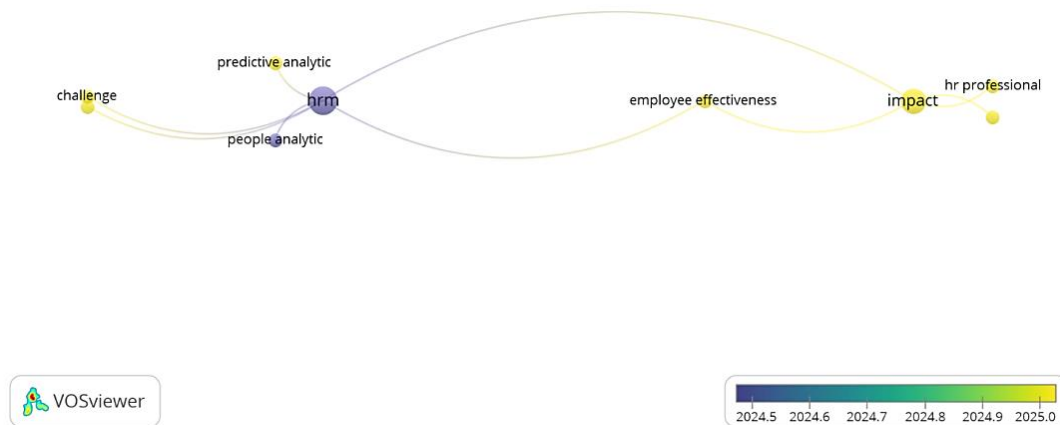 predictive analytic
challenge
hrm
people analytic
employee effectiveness
impact
hr professional
VOSviewer
2024.5 2024.6 2024.7 2024.8 2024.9 2025.0